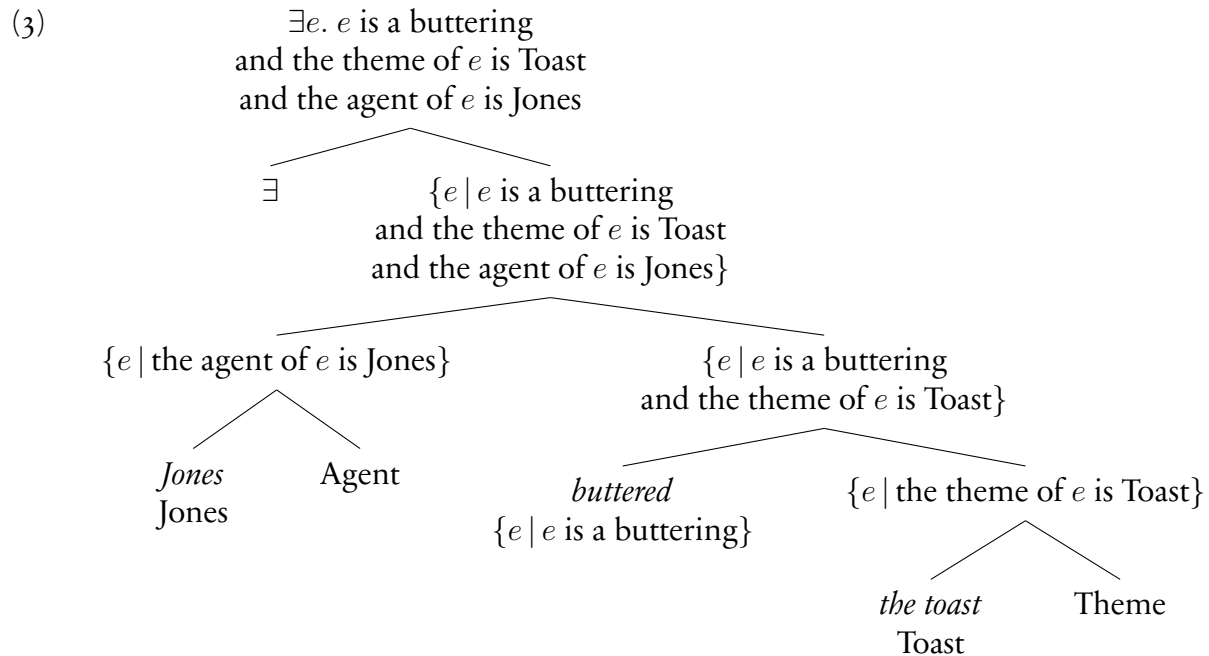 (3)
∃e. e is a buttering
and the theme of e is Toast
and the agent of e is Jones
∃
{e | e is a buttering
and the theme of e is Toast
and the agent of e is Jones}
{e | the agent of e is Jones}
{e | e is a buttering
and the theme of e is Toast}
Jones
Jones
Agent
buttered
{e | e is a buttering}
{e | the theme of e is Toast}
the toast
Toast
Theme